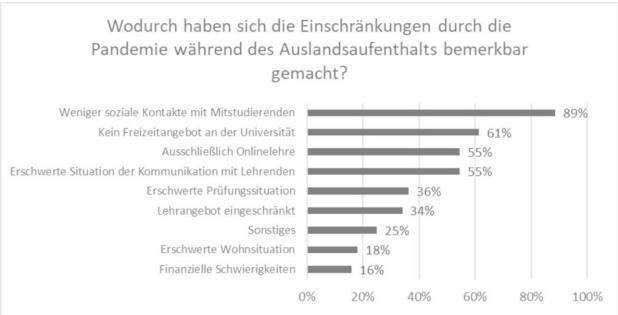 Wodurch haben sich die Einschränkungen durch die
Pandemie während des Auslandsaufenthalts bemerkbar
gemacht?
Weniger soziale Kontakte mit Mitstudierenden 89%
Kein Freizeitangebot an der Universität 61%
Ausschließlich Onlinelehre 55%
Erschwerte Situation der Kommunikation mit Lehrenden 55%
Erschwerte Prüfungssituation 36%
Lehrangebot eingeschränkt 34%
Sonstiges 25%
Erschwerte Wohnsituation 18%
Finanzielle Schwierigkeiten 16%
0% 20% 40% 60% 80% 100%